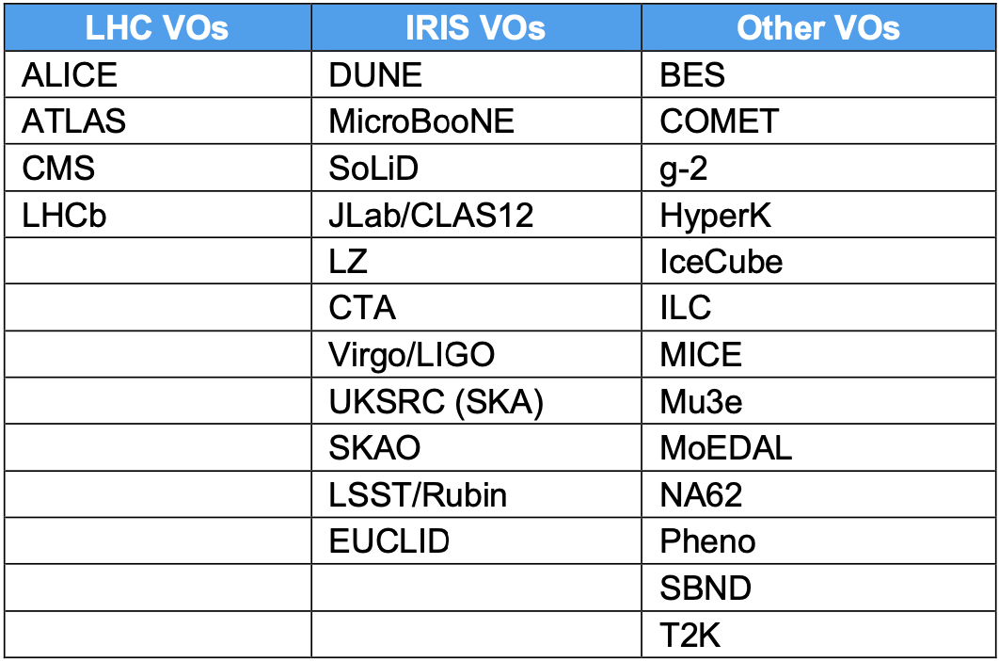 LHC VOs IRIS VOs Other VOs
ALICE DUNE BES
ATLAS MicroBooNE COMET
CMS SoLiD g-2
LHCb JLab/CLAS12 HyperK
LZ IceCube
CTA ILC
Virgo/LIGO MICE
UKSRC (SKA) Mu3e
SKAO MoEDAL
LSST/Rubin NA62
EUCLID Pheno
SBND
T2K